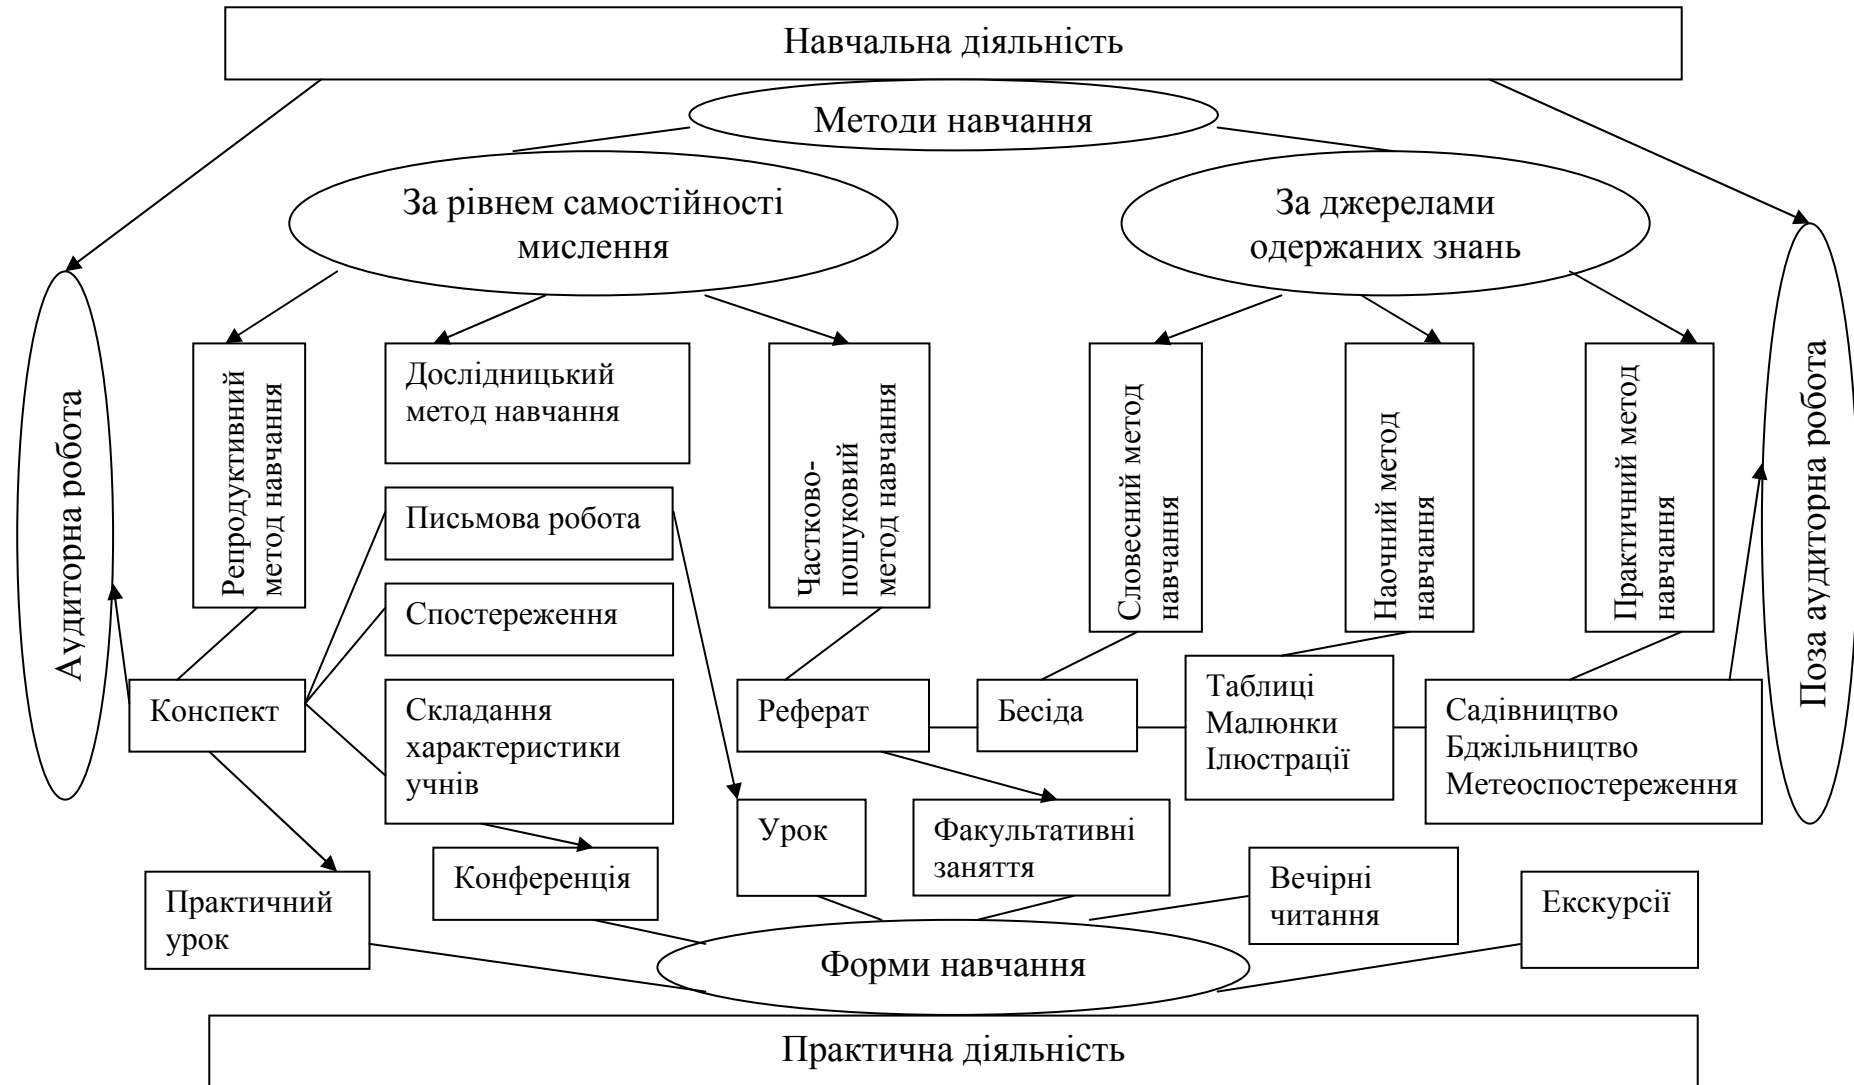 Навчальна діяльність
Методи навчання
За рівнем самостійності
мислення
За джерелами
одержаних знань
Аудиторна робота
Репродуктивний
метод навчання
Дослідницький
метод навчання
Частково-
пошуковий
метод навчання
Словесний метод
навчання
Наочний метод
навчання
Практичний метод
навчання
Поза аудиторна робота
Письмова робота
Спостереження
Конспект
Складання
характеристики
учнів
Реферат
Бесіда
Таблиці
Малюнки
Ілюстрації
Садівництво
Бджільництво
Метеоспостереження
Практичний
урок
Конференція
Урок
Факультативні
заняття
Вечірні
читання
Екскурсії
Форми навчання
Практична діяльність